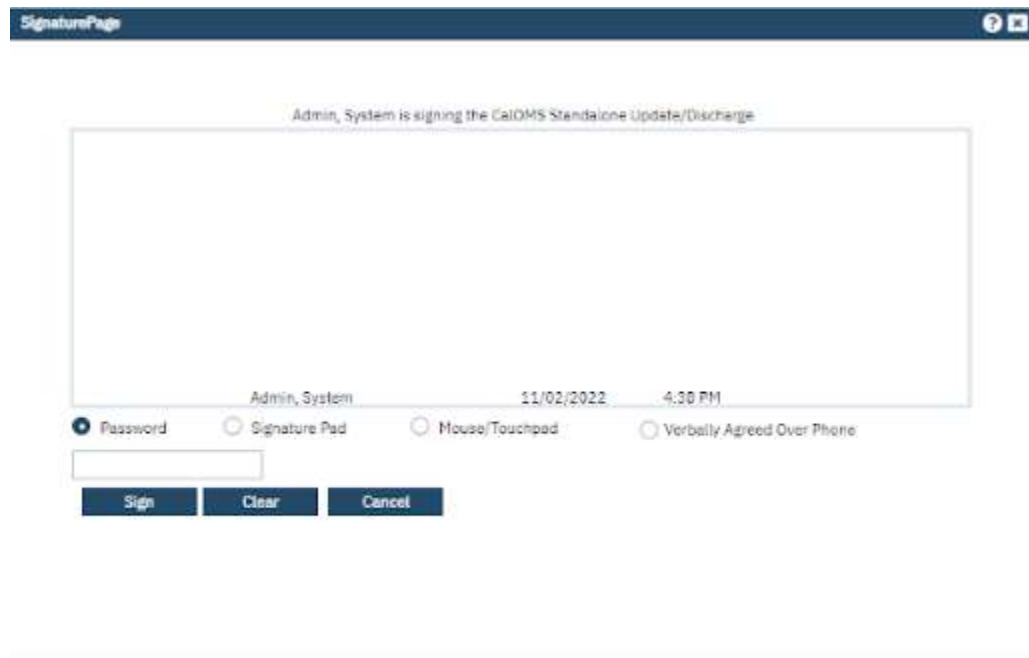 SignaturePage
Admin, System is signing the CalOMS Standalone Update/Discharge
Admin, System 11/02/2022 4:38 PM
Password Signature Pad Mouse/Touchpad Verbally Agreed Over Phone
Sign Clear Cancel